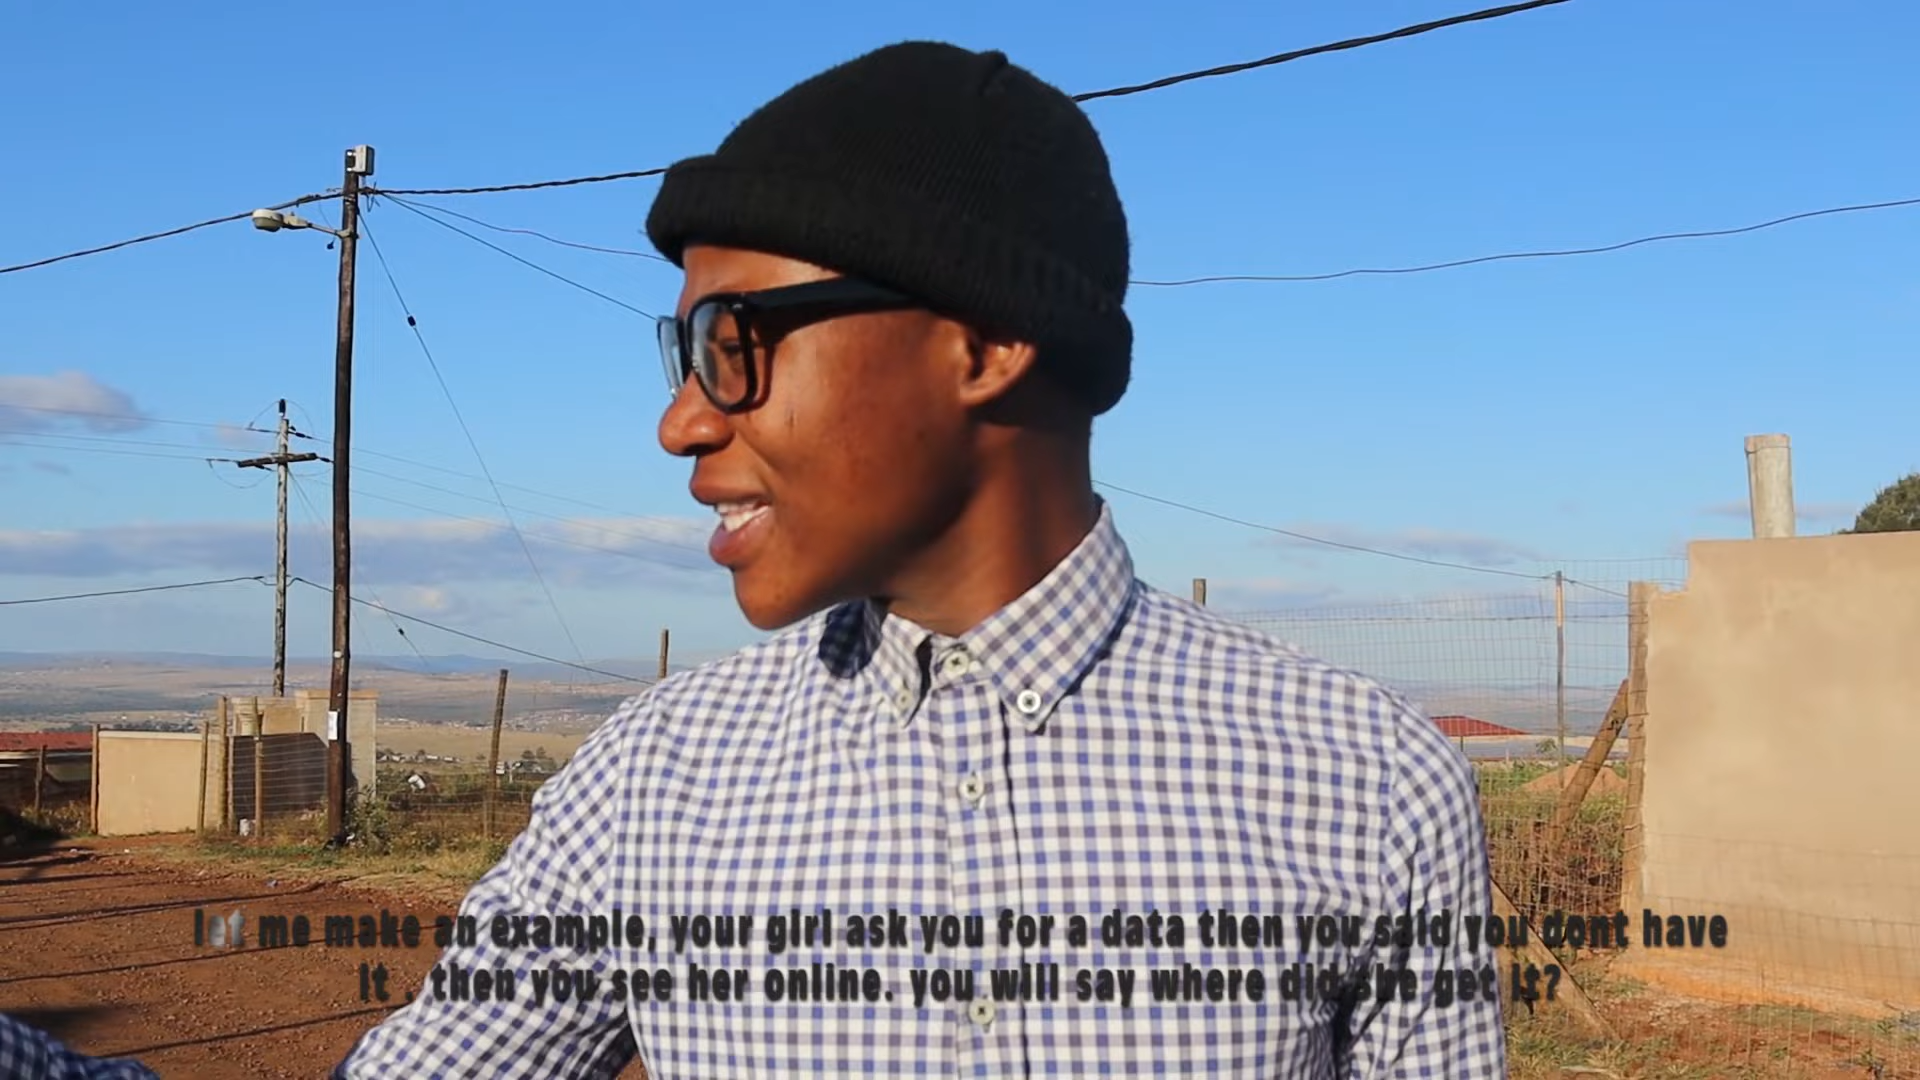 let me make an example, your girl ask you for a data then you said you dont have
it . then you see her online. you will say where did she get it?